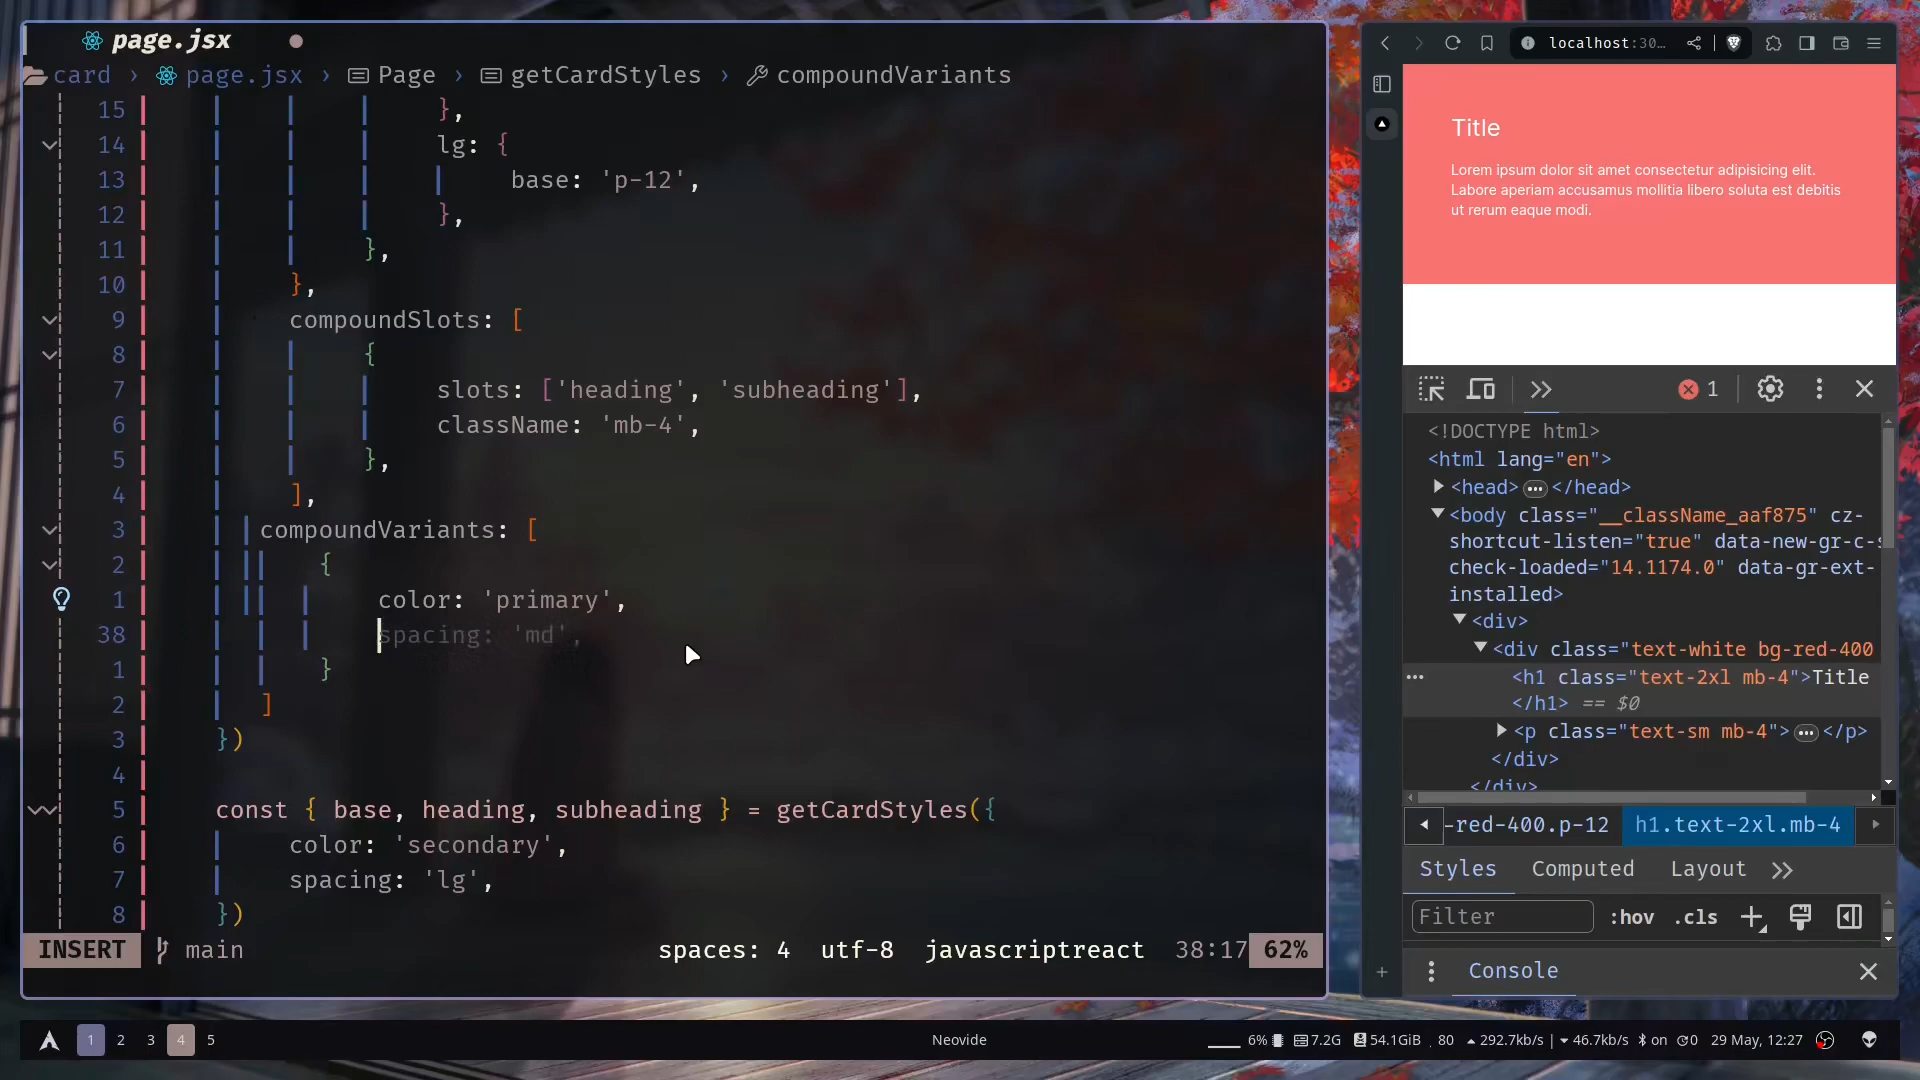 page.jsx
card › page.jsx › Page › getCardStyles › compoundVariants
15 },
14 lg: {
13 base: 'p-12',
12 },
11 },
10 },
9 compoundSlots: [
8 {
7 slots: ['heading', 'subheading'],
6 className: 'mb-4',
5 },
4 ],
3 compoundVariants: [
2 {
1 color: 'primary',
38 spacing: 'md',
1 }
2 ]
3 })
4
5 const { base, heading, subheading } = getCardStyles({
6 color: 'secondary',
7 spacing: 'lg',
8 })
INSERT main spaces: 4 utf-8 javascriptreact 38:17 62%
localhost:30...
Title
Lorem ipsum dolor sit amet consectetur adipisicing elit.
Labore aperiam accusamus mollitia libero soluta est debitis
ut rerum eaque modi.
1
<!DOCTYPE html>
<html lang="en">
<head> ••• </head>
<body class="__className_aaf875" cz-
shortcut-listen="true" data-new-gr-c-s
check-loaded="14.1174.0" data-gr-ext-
installed>
<div>
<div class="text-white bg-red-400
••• <h1 class="text-2xl mb-4">Title
</h1> == $0
<p class="text-sm mb-4"> ••• </p>
</div>
</div>
-red-400.p-12 h1.text-2xl.mb-4
Styles Computed Layout
Filter :hov .cls
Console
1 2 3 4 5 Neovide 6% 7.2G 54.1GiB 80 292.7kb/s | 46.7kb/s on 0 29 May, 12:27